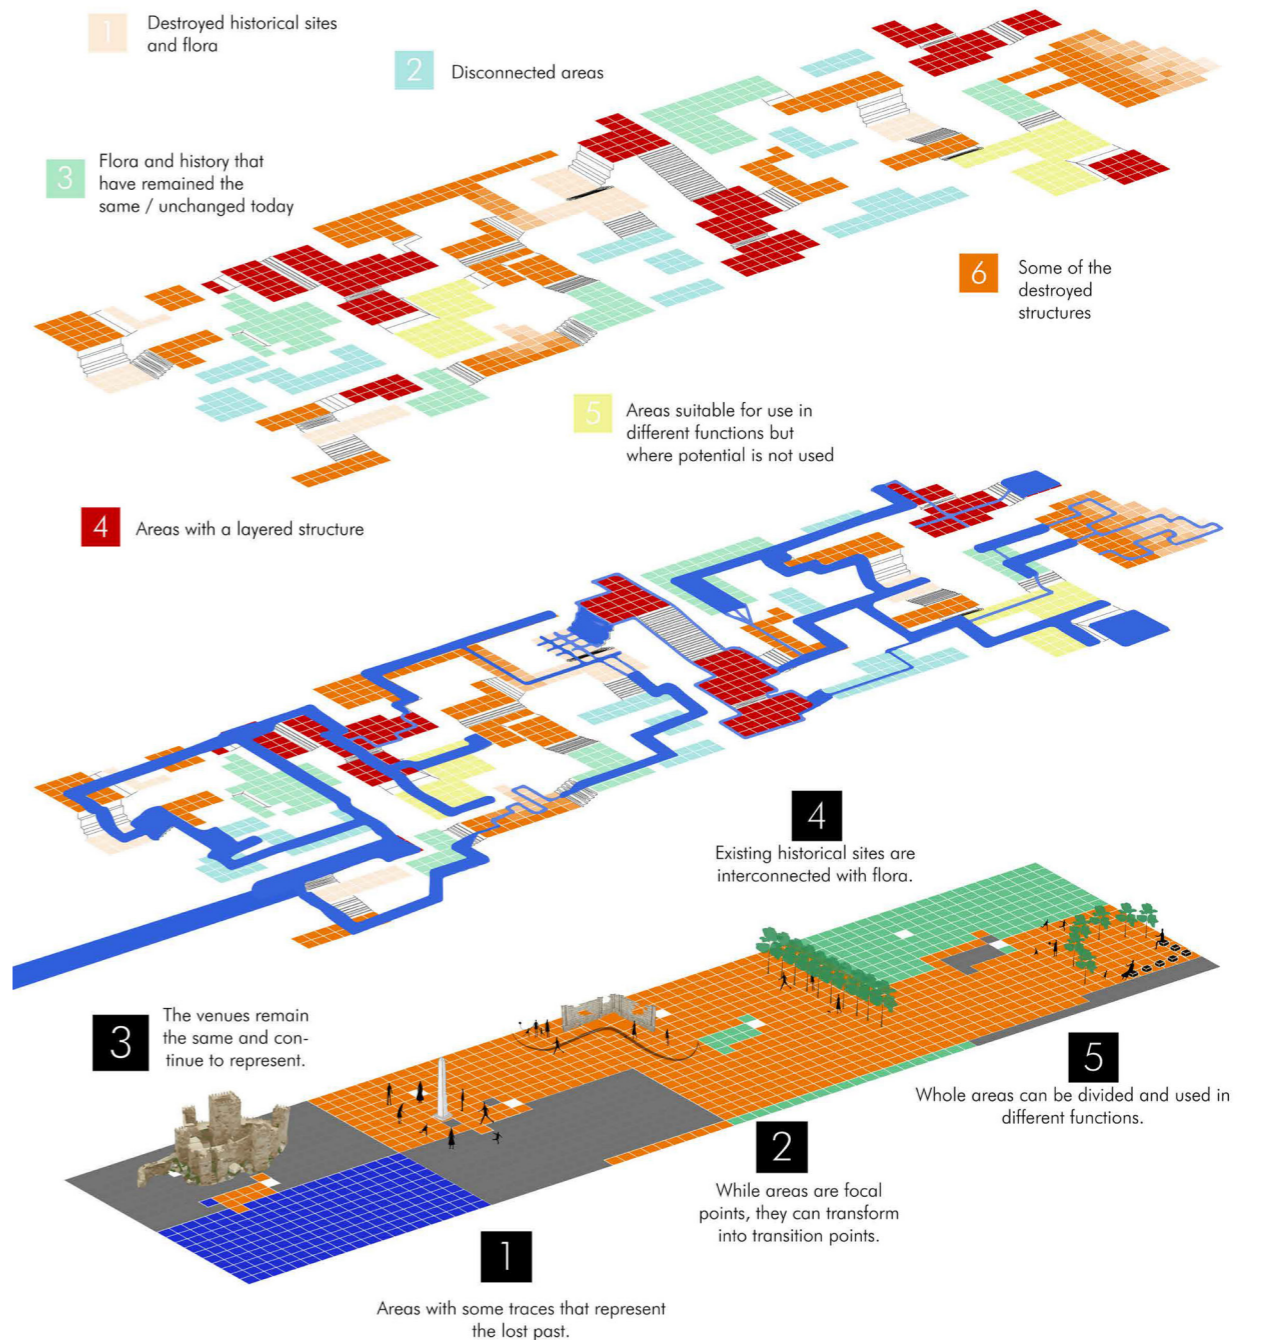 1
Destroyed historical sites
and flora
2
Disconnected areas
3
Flora and history that
have remained the
same / unchanged today
6
Some of the
destroyed
structures
5
Areas suitable for use in
different functions but
where potential is not used
4
Areas with a layered structure
4
Existing historical sites are
interconnected with flora.
3
The venues remain
the same and con-
tinue to represent.
5
Whole areas can be divided and used in
different functions.
2
While areas are focal
points, they can transform
into transition points.
1
Areas with some traces that represent
the lost past.